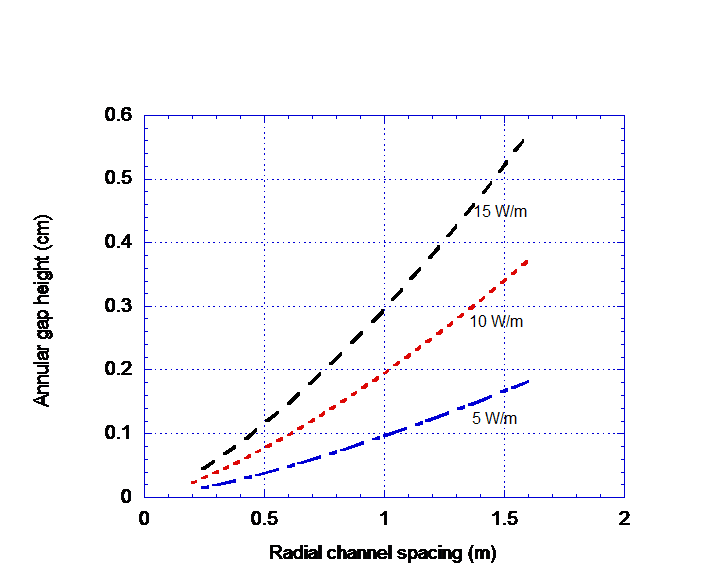 0.6
0.5
0.4
0.3
0.2
0.1
0
Annular gap height (cm)
15 W/m
10 W/m
5 W/m
0 0.5 1 1.5 2
Radial channel spacing (m)